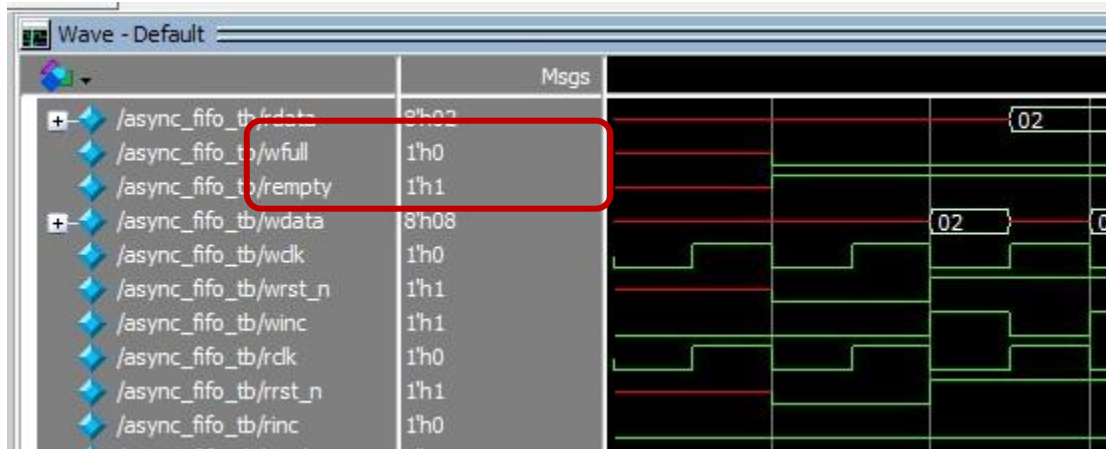 Wave - Default
Msgs
/async_fifo_tb/rdata 8'h02 02
/async_fifo_tb/wfull 1'h0
/async_fifo_tb/rempty 1'h1
/async_fifo_tb/wdata 8'h08 02
/async_fifo_tb/wclk 1'h0
/async_fifo_tb/wrst_n 1'h1
/async_fifo_tb/winc 1'h1
/async_fifo_tb/rclk 1'h0
/async_fifo_tb/rrst_n 1'h1
/async_fifo_tb/rinc 1'h0